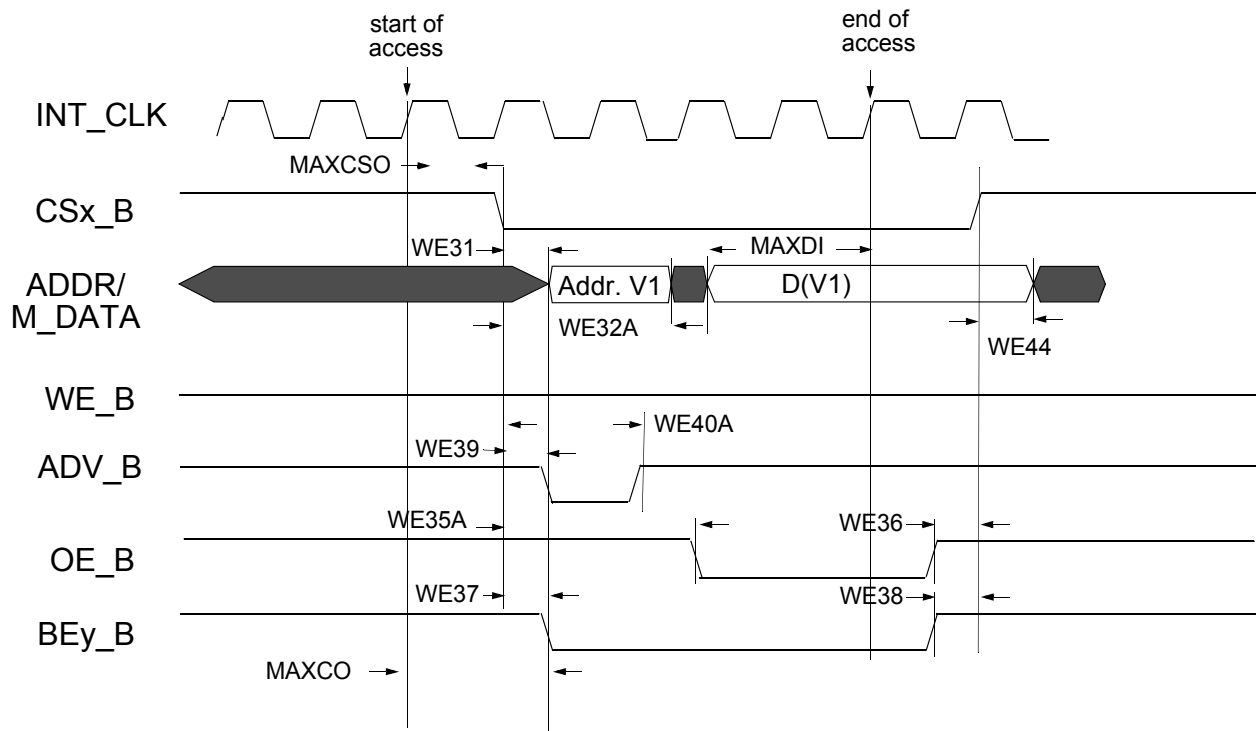 start of
access
end of
access
INT_CLK
MAXCSO
CSx_B
WE31
MAXDI
ADDR/
M_DATA
Addr. V1
D(V1)
WE32A
WE44
WE_B
WE40A
WE39
ADV_B
WE35A
WE36
OE_B
WE37
WE38
BEy_B
MAXCO